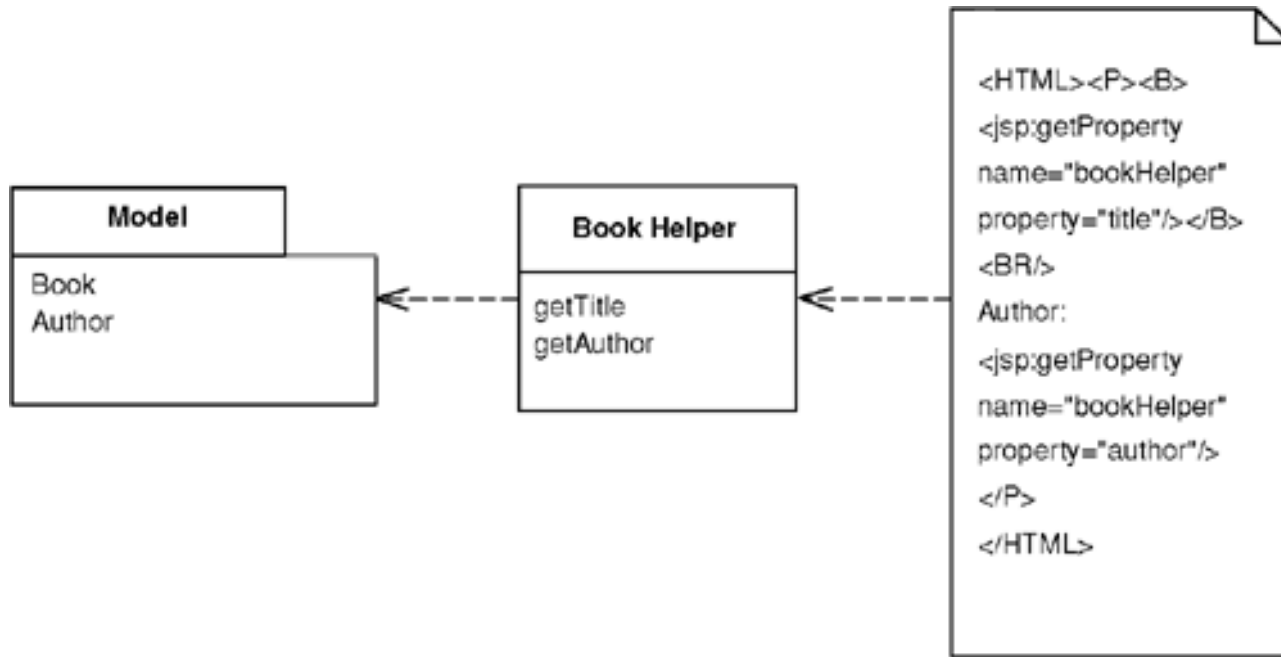 Model
Book
Author
Book Helper
getTitle
getAuthor
<HTML><P><B>
<jsp:getProperty
name="bookHelper"
property="title"/></B>
<BR/>
Author:
<jsp:getProperty
name="bookHelper"
property="author"/>
</P>
</HTML>